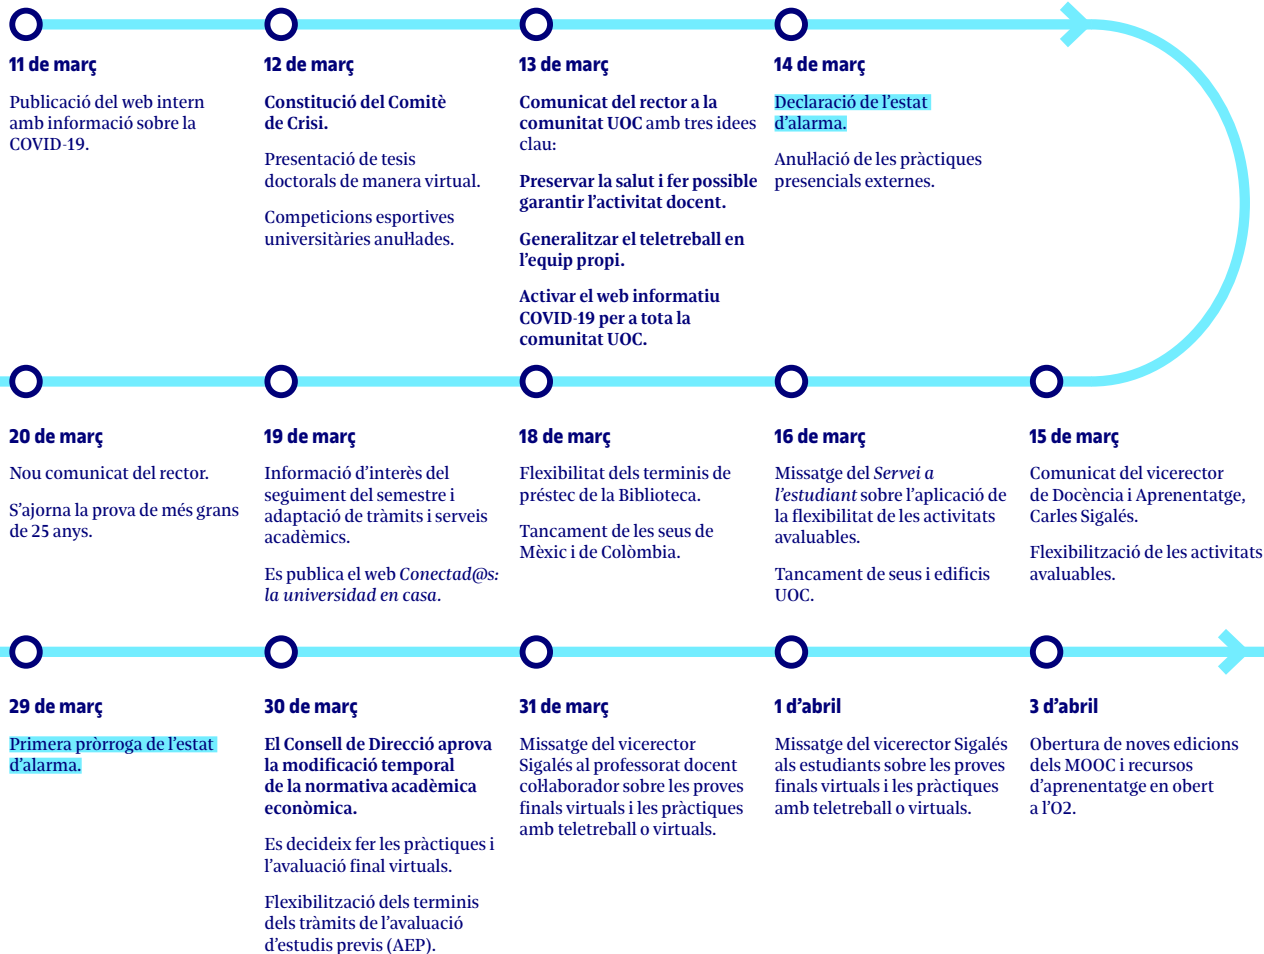 11 de març
Publicació del web intern
amb informació sobre la
COVID-19.
12 de març
Constitució del Comitè
de Crisi.
Presentació de tesis
doctorals de manera virtual.
Competicions esportives
universitàries anul·lades.
13 de març
Comunicat del rector a la
comunitat UOC amb tres idees
clau:
Preservar la salut i fer possible
garantir l’activitat docent.
Generalitzar el teletreball en
l’equip propi.
Activar el web informatiu
COVID-19 per a tota la
comunitat UOC.
14 de març
Declaració de l’estat
d’alarma.
Anul·lació de les pràctiques
presencials externes.
15 de març
Comunicat del vicerector
de Docència i Aprenentatge,
Carles Sigalés.
Flexibilització de les activitats
avaluables.
16 de març
Missatge del Servei a
l’estudiant sobre l’aplicació de
la flexibilitat de les activitats
avaluables.
Tancament de seus i edificis
UOC.
18 de març
Flexibilitat dels terminis de
préstec de la Biblioteca.
Tancament de les seus de
Mèxic i de Colòmbia.
19 de març
Informació d’interès del
seguiment del semestre i
adaptació de tràmits i serveis
acadèmics.
Es publica el web Conectad@s:
la universidad en casa.
20 de març
Nou comunicat del rector.
S’ajorna la prova de més grans
de 25 anys.
29 de març
Primera pròrroga de l’estat
d’alarma.
30 de març
El Consell de Direcció aprova
la modificació temporal
de la normativa acadèmica
econòmica.
Es decideix fer les pràctiques i
l’avaluació final virtuals.
Flexibilització dels terminis
dels tràmits de l’avaluació
d’estudis previs (AEP).
31 de març
Missatge del vicerector
Sigalés al professorat docent
col·laborador sobre les proves
finals virtuals i les pràctiques
amb teletreball o virtuals.
1 d’abril
Missatge del vicerector Sigalés
als estudiants sobre les proves
finals virtuals i les pràctiques
amb teletreball o virtuals.
3 d’abril
Obertura de noves edicions
dels MOOC i recursos
d’aprenentatge en obert
a l’O2.